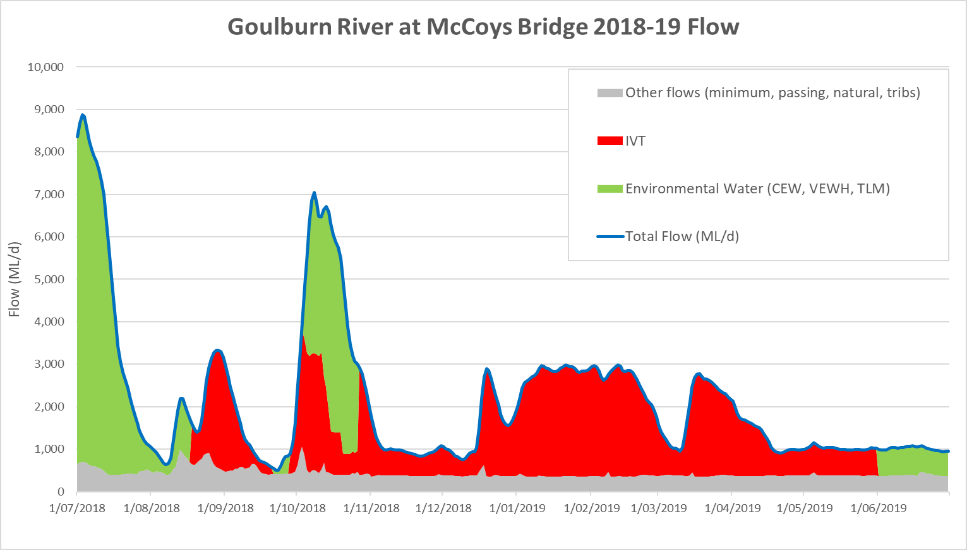 Goulburn River at McCoys Bridge 2018-19 Flow
10,000
9,000
8,000
7,000
6,000
5,000
4,000
3,000
2,000
1,000
0
Flow (ML/d)
Other flows (minimum, passing, natural, tribs)
IVT
Environmental Water (CEW, VEWH, TLM)
Total Flow (ML/d)
1/07/2018 1/08/2018 1/09/2018 1/10/2018 1/11/2018 1/12/2018 1/01/2019 1/02/2019 1/03/2019 1/04/2019 1/05/2019 1/06/2019